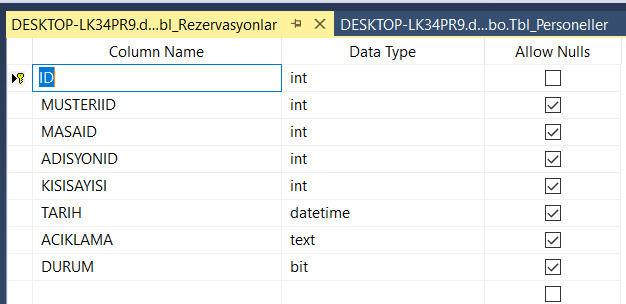 DESKTOP-LK34PR9.d...bl_Rezervasyonlar DESKTOP-LK34PR9.d...bo.Tbl_Personeller
Column Name Data Type Allow Nulls
ID int
MUSTERIID int
MASAID int
ADISYONID int
KISISAYISI int
TARIH datetime
ACIKLAMA text
DURUM bit